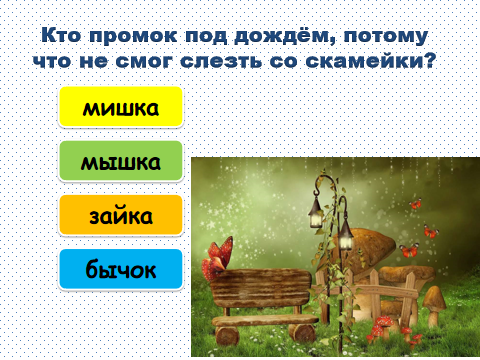 Кто промок под дождём, потому
что не смог слезть со скамейки?
мишка
мышка
зайка
бычок